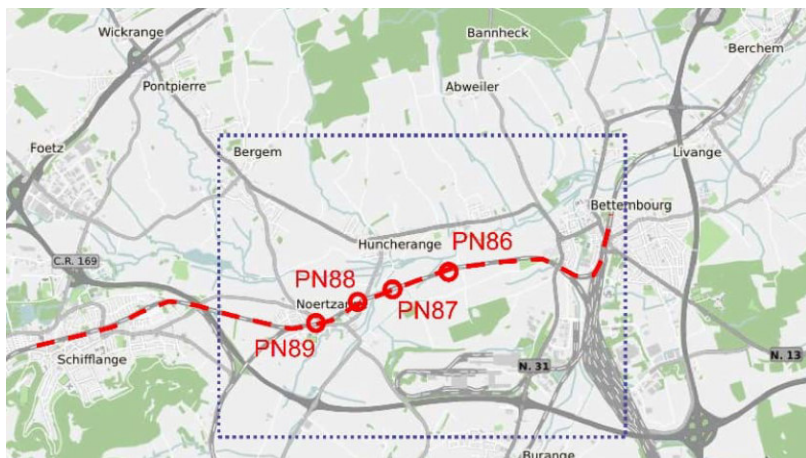 Wickrange
Bannheck
Berchem
Pontpierre
Abweiler
Foetz
Bergem
Livange
Bettembourg
Huncherange
PN86
C.R. 169
PN88
PN87
PN89
Schifflange
N. 31
N. 13
Burange